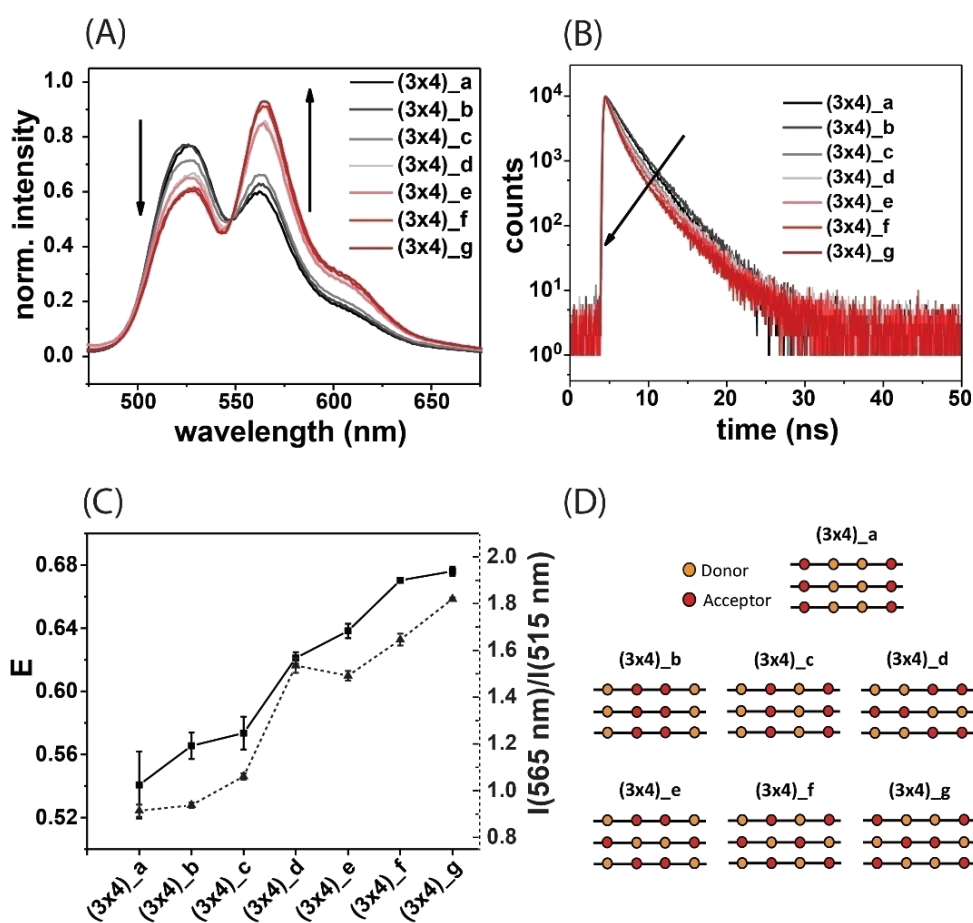 (A)
norm. intensity
1.0
0.8
0.6
0.4
0.2
0.0
500
550
600
650
wavelength (nm)
(3x4)_a
(3x4)_b
(3x4)_c
(3x4)_d
(3x4)_e
(3x4)_f
(3x4)_g
(B)
counts
10⁴
10³
10²
10¹
10⁰
0
10
20
30
40
50
time (ns)
(3x4)_a
(3x4)_b
(3x4)_c
(3x4)_d
(3x4)_e
(3x4)_f
(3x4)_g
(C)
E
0.68
0.64
0.60
0.56
0.52
2.0
1.8
1.6
1.4
1.2
1.0
0.8
I(565 nm)/I(515 nm)
(3x4)_a
(3x4)_b
(3x4)_c
(3x4)_d
(3x4)_e
(3x4)_f
(3x4)_g
(D)
(3x4)_a
Donor
Acceptor
(3x4)_b
(3x4)_c
(3x4)_d
(3x4)_e
(3x4)_f
(3x4)_g